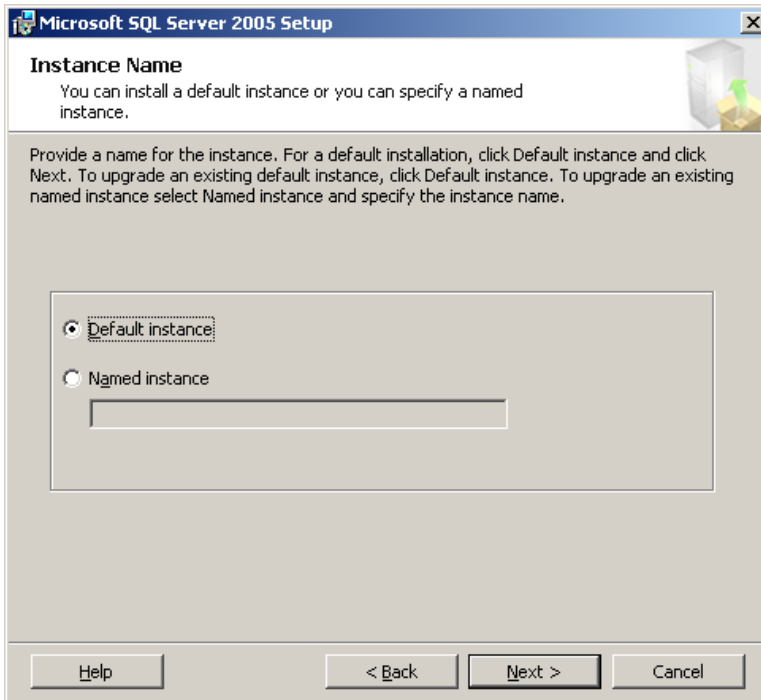 Microsoft SQL Server 2005 Setup
Instance Name
You can install a default instance or you can specify a named
instance.
Provide a name for the instance. For a default installation, click Default instance and click
Next. To upgrade an existing default instance, click Default instance. To upgrade an existing
named instance select Named instance and specify the instance name.
Default instance
Named instance
Help
< Back
Next >
Cancel